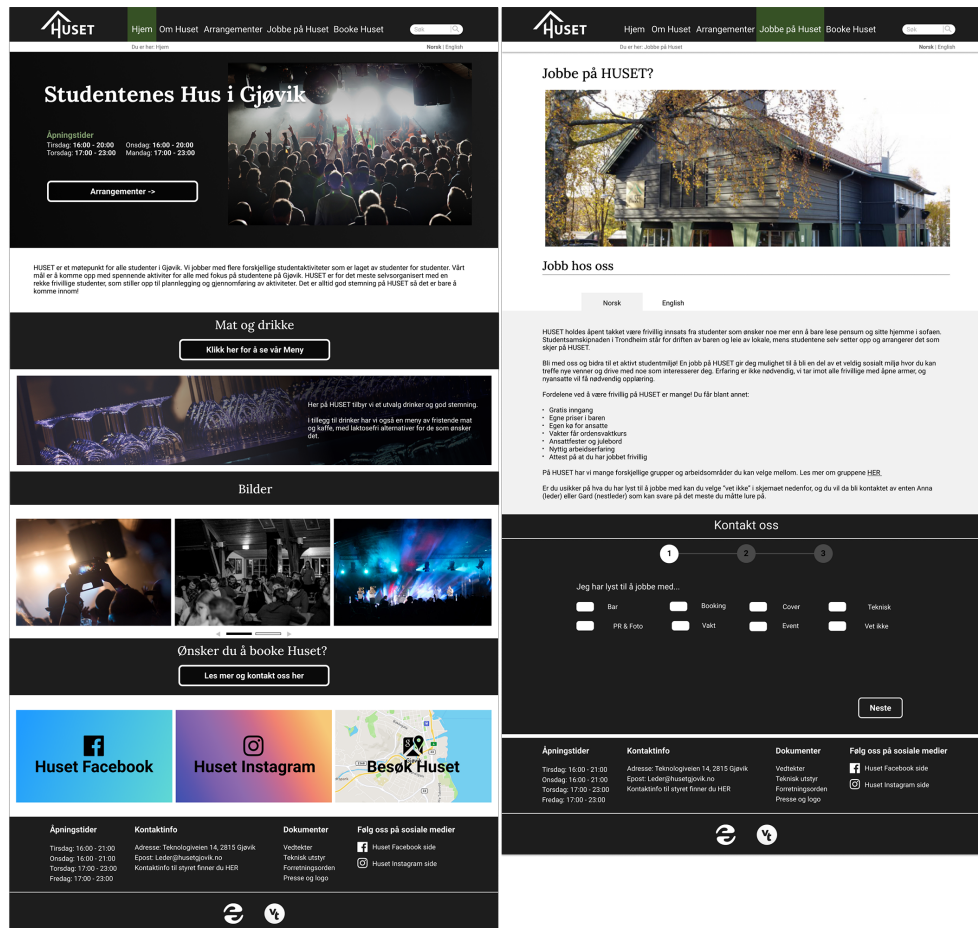 HUSET
Hjem Om Huset Arrangementer Jobbe på Huset Booke Huset
Søk
Du er her: Hjem
Norsk | English
Studentenes Hus i Gjøvik
Åpningstider
Tirsdag: 16:00 - 20:00 Onsdag: 16:00 - 20:00
Torsdag: 17:00 - 23:00 Mandag: 17:00 - 23:00
Arrangementer ->
HUSET er et møtepunkt for alle studenter i Gjøvik. Vi jobber med flere forskjellige studentaktiviteter som er laget av studenter for studenter. Vårt
mål er å komme opp med spennende aktiviter for alle med fokus på studentene på Gjøvik. HUSET er for det meste selvsorganisert med en
rekke frivillige studenter, som stiller opp til plannlegging og gjennomføring av aktiviteter. Det er alltid god stemning på HUSET så det er bare å
komme innom!
Mat og drikke
Klikk her for å se vår Meny
Her på HUSET tilbyr vi et utvalg drinker og god stemning.
I tillegg til drinker har vi også en meny av fristende mat
og kaffe, med laktosefri alternativer for de som ønsker
det.
Bilder
Ønsker du å booke Huset?
Les mer og kontakt oss her
Huset Facebook
Huset Instagram
Besøk Huset
Åpningstider
Tirsdag: 16:00 - 21:00
Onsdag: 16:00 - 21:00
Torsdag: 17:00 - 23:00
Fredag: 17:00 - 23:00
Kontaktinfo
Adresse: Teknologiveien 14, 2815 Gjøvik
Epost: Leder@husetgjovik.no
Kontaktinfo til styret finner du HER
Dokumenter
Vedtekter
Teknisk utstyr
Forretningsorden
Presse og logo
Følg oss på sosiale medier
Huset Facebook side
Huset Instagram side
HUSET
Hjem Om Huset Arrangementer Jobbe på Huset Booke Huset
Søk
Du er her: Jobbe på Huset
Norsk | English
Jobbe på HUSET?
Jobb hos oss
Norsk English
HUSET holdes åpent takket være frivillig innsats fra studenter som ønsker noe mer enn å bare lese pensum og sitte hjemme i sofaen.
Studentsamskipnaden i Trondheim står for driften av baren og leie av lokale, mens studentene selv setter opp og arrangerer det som
skjer på HUSET.
Bli med oss og bidra til et aktivt studentmiljø! En jobb på HUSET gir deg mulighet til å bli en del av et veldig sosialt miljø hvor du kan
treffe nye venner og drive med noe som interesserer deg. Erfaring er ikke nødvendig, vi tar imot alle frivillige med åpne armer, og
nyansatte vil få nødvendig opplæring.
Fordelene ved å være frivillig på HUSET er mange! Du får blant annet:
• Gratis inngang
• Egne priser i baren
• Egen kø for ansatte
• Vakter får ordensvaktkurs
• Ansattfester og julebord
• Nyttig arbeidserfaring
• Attest på at du har jobbet frivillig
På HUSET har vi mange forskjellige grupper og arbeidsområder du kan velge mellom. Les mer om gruppene HER
Er du usikker på hva du har lyst til å jobbe med kan du velge "vet ikke" i skjemaet nedenfor, og du vil da bli kontaktet av enten Anna
(leder) eller Gard (nestleder) som kan svare på det meste du måtte lure på.
Kontakt oss
1 2 3
Jeg har lyst til å jobbe med...
Bar Booking Cover Teknisk
PR & Foto Vakt Event Vet ikke
Neste
Åpningstider
Tirsdag: 16:00 - 21:00
Onsdag: 16:00 - 21:00
Torsdag: 17:00 - 23:00
Fredag: 17:00 - 23:00
Kontaktinfo
Adresse: Teknologiveien 14, 2815 Gjøvik
Epost: Leder@husetgjovik.no
Kontaktinfo til styret finner du HER
Dokumenter
Vedtekter
Teknisk utstyr
Forretningsorden
Presse og logo
Følg oss på sosiale medier
Huset Facebook side
Huset Instagram side